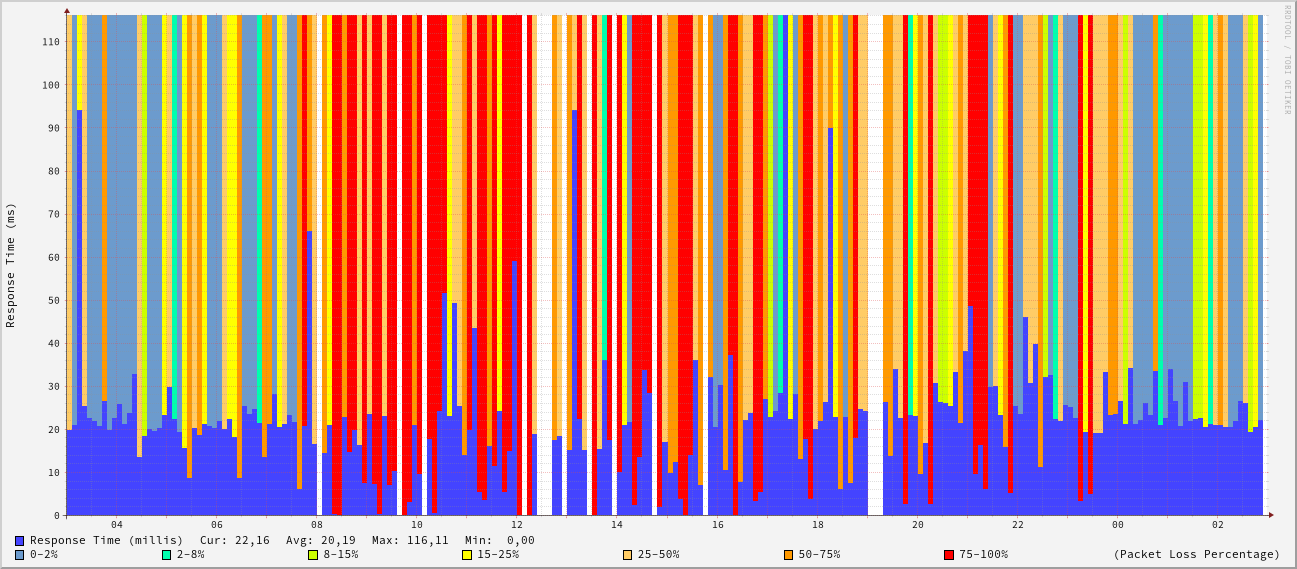 RRDTOOL / TOBI OETIKER
Response Time (ms)
110
100
90
80
70
60
50
40
30
20
10
0
04 06 08 10 12 14 16 18 20 22 00 02
Response Time (millis) Cur: 22,16 Avg: 20,19 Max: 116,11 Min: 0,00
0-2% 2-8% 8-15% 15-25% 25-50% 50-75% 75-100% (Packet Loss Percentage)